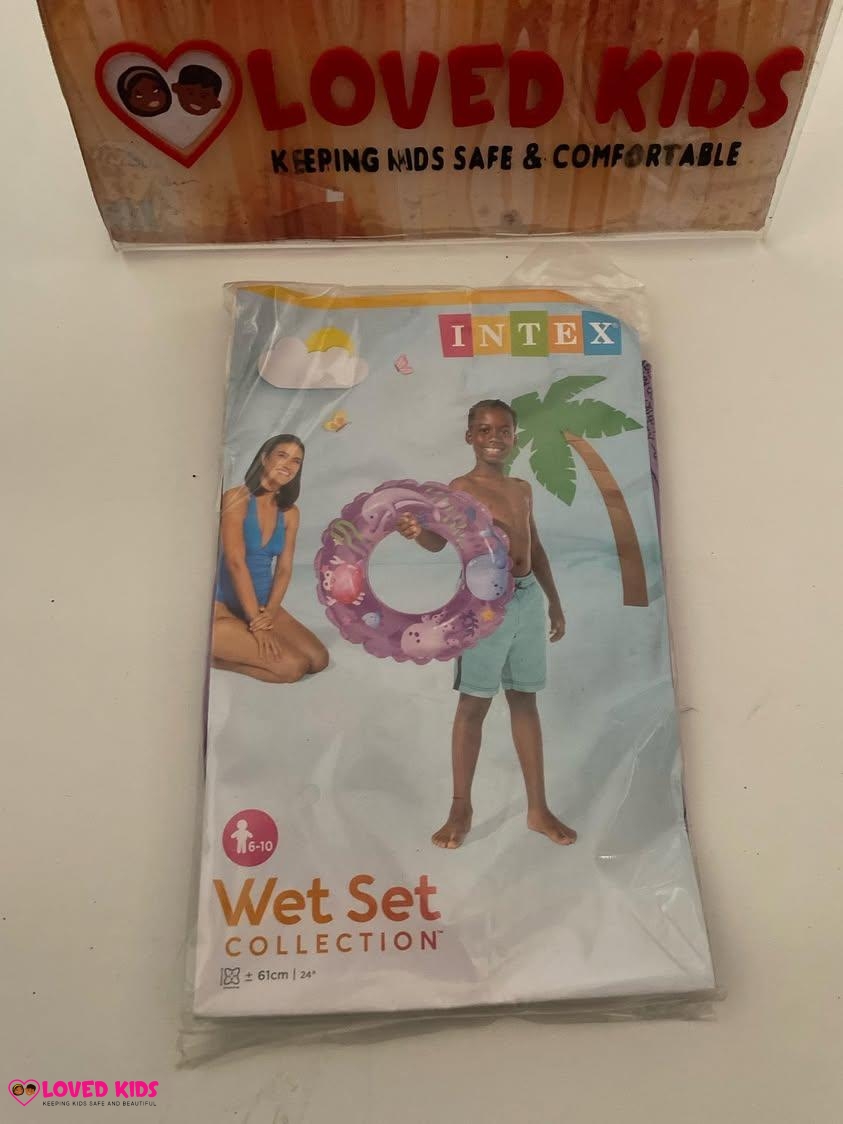 LOVED KIDS
KEEPING KIDS SAFE & COMFORTABLE
INTEX
6-10
Wet Set
COLLECTION™
± 61cm | 24"
LOVED KIDS
KEEPING KIDS SAFE AND BEAUTIFUL